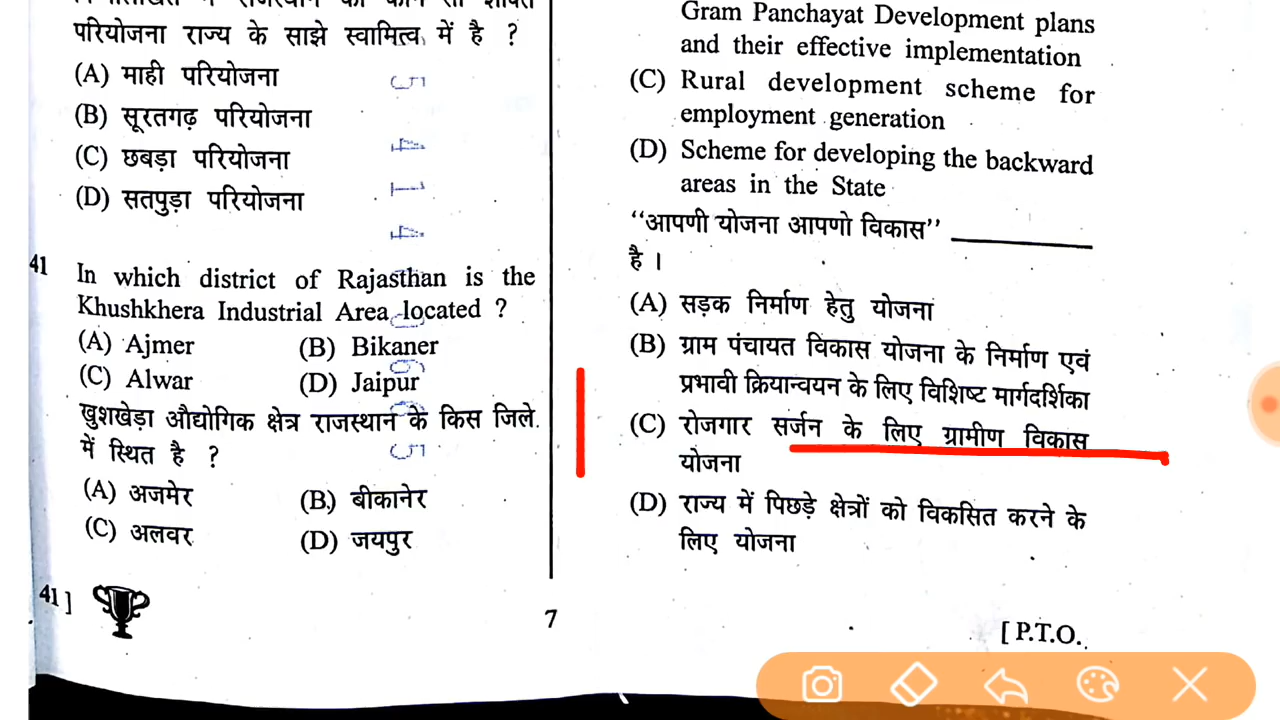 परियोजना राज्य के साझे स्वामित्व में है ?
(A) माही परियोजना
(B) सूरतगढ़ परियोजना
(C) छबड़ा परियोजना
(D) सतपुड़ा परियोजना
41 In which district of Rajasthan is the
Khushkhera Industrial Area located ?
(A) Ajmer (B) Bikaner
(C) Alwar (D) Jaipur
खुशखेड़ा औद्योगिक क्षेत्र राजस्थान के किस जिले
में स्थित है ?
(A) अजमेर (B) बीकानेर
(C) अलवर (D) जयपुर
41 ]
Gram Panchayat Development plans
and their effective implementation
(C) Rural development scheme for
employment generation
(D) Scheme for developing the backward
areas in the State
“आपणी योजना आपणो विकास” ________
है ।
(A) सड़क निर्माण हेतु योजना
(B) ग्राम पंचायत विकास योजना के निर्माण एवं
प्रभावी क्रियान्वयन के लिए विशिष्ट मार्गदर्शिका
(C) रोजगार सर्जन के लिए ग्रामीण विकास
योजना
(D) राज्य में पिछड़े क्षेत्रों को विकसित करने के
लिए योजना
7
[ P.T.O.